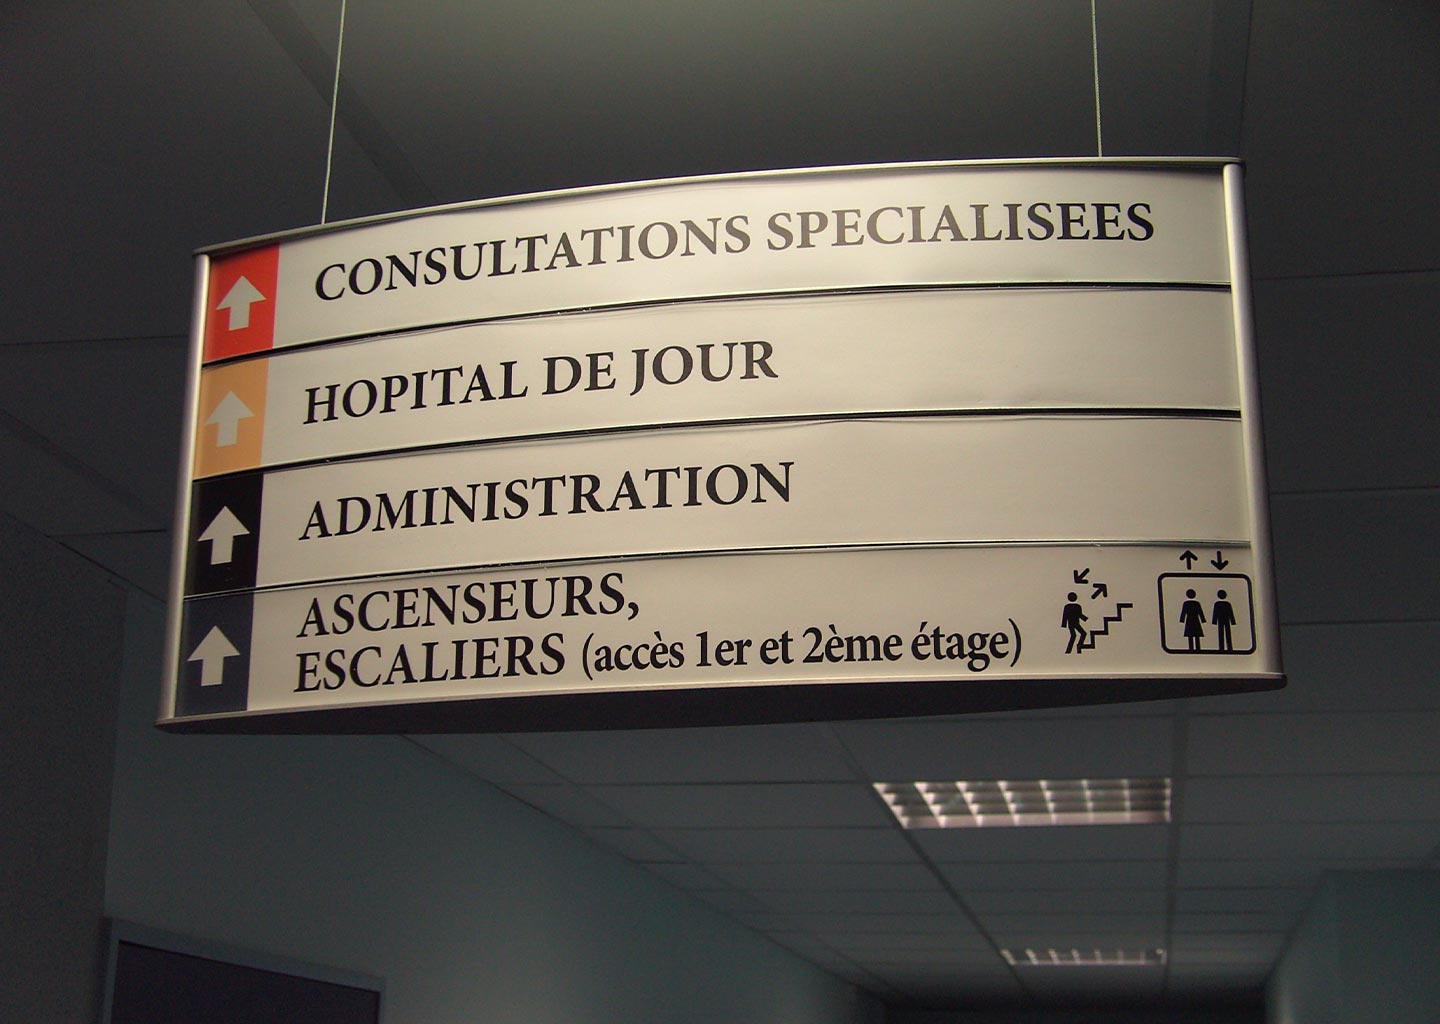 CONSULTATIONS SPECIALISEES
HOPITAL DE JOUR
ADMINISTRATION
ASCENSEURS,
ESCALIERS (accès 1er et 2ème étage)